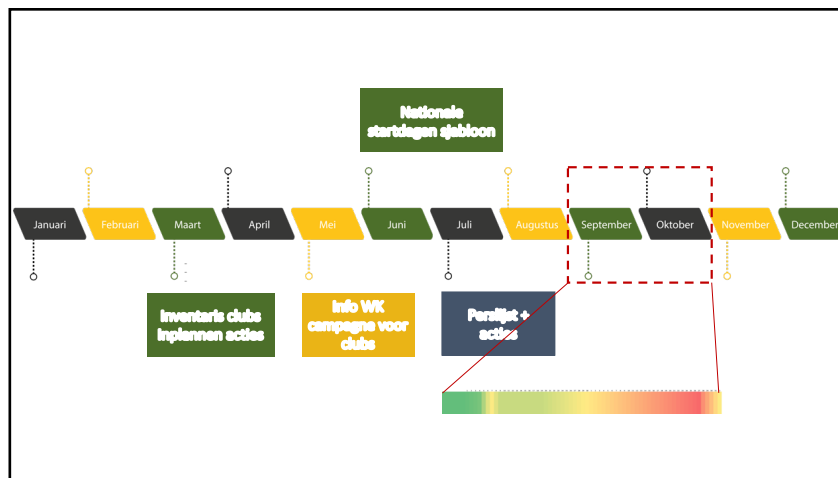 Nationale
startdagen sjabloon
Januari
Februari
Maart
April
Mei
Juni
Juli
Augustus
September
Oktober
November
December
Inventaris clubs
Inplannen acties
Info WK
campagne voor
clubs
Perslijst +
acties